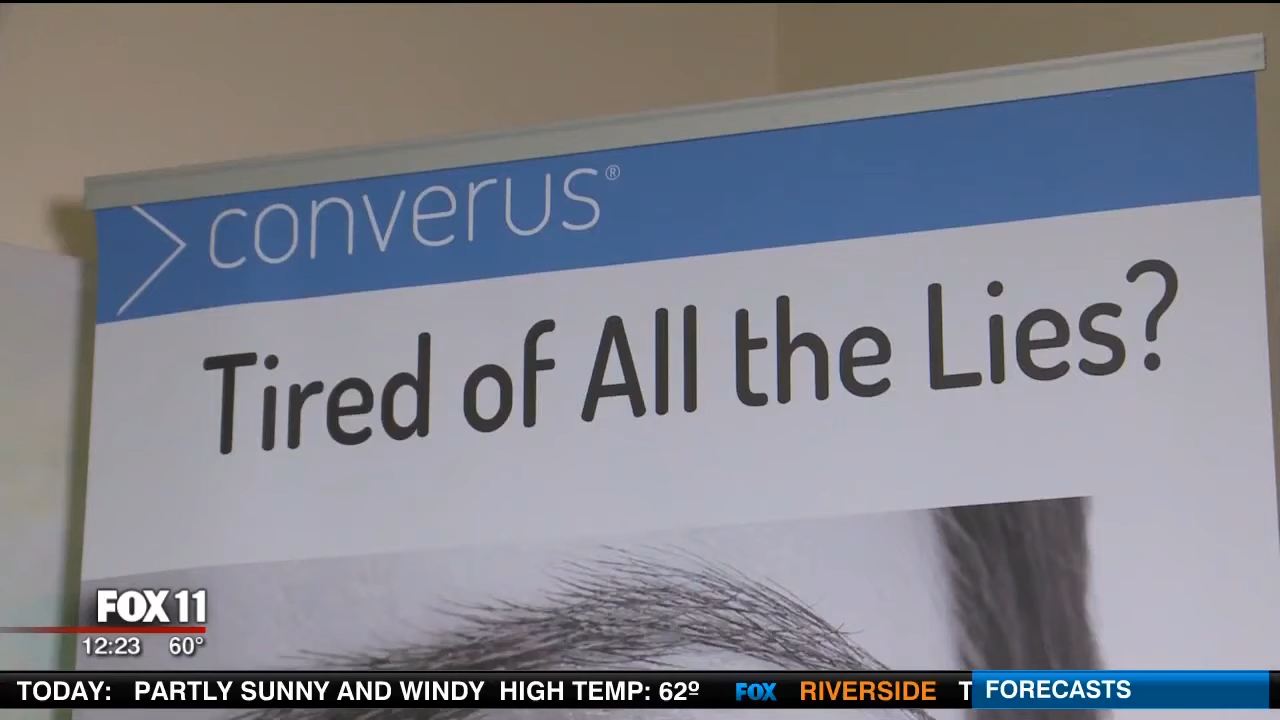 converus®
Tired of All the Lies?
FOX 11
12:23 60°
TODAY: PARTLY SUNNY AND WINDY HIGH TEMP: 62º FOX RIVERSIDE T FORECASTS